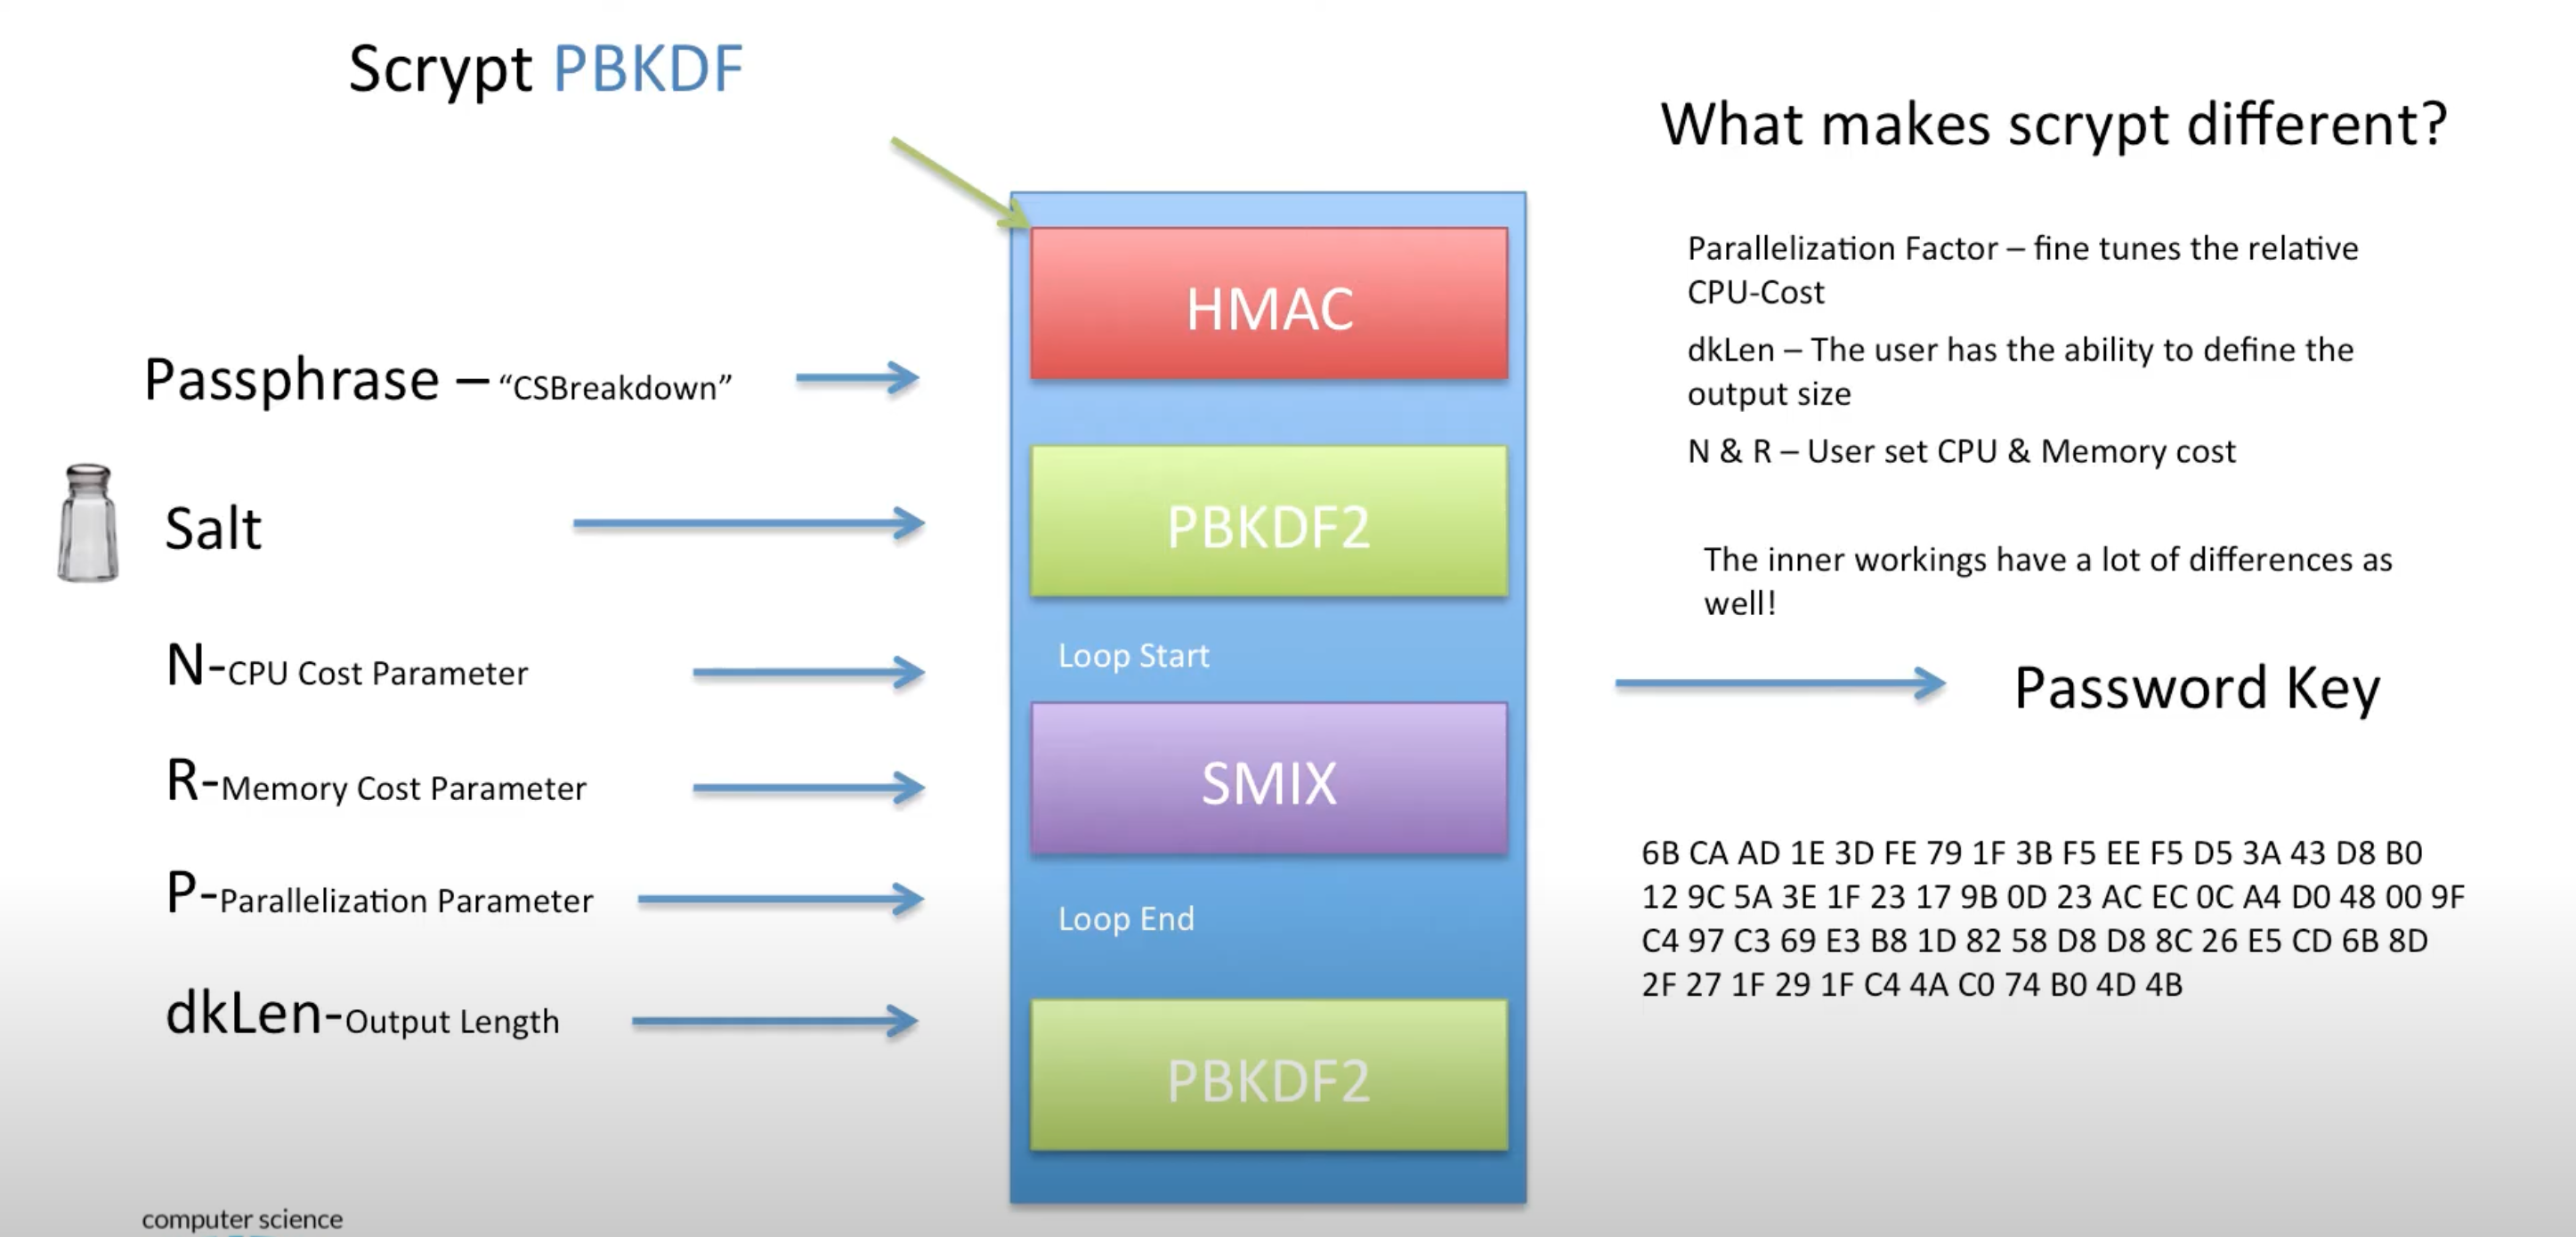 Scrypt PBKDF
Passphrase – “CSBreakdown”
Salt
N-CPU Cost Parameter
R-Memory Cost Parameter
P-Parallelization Parameter
dkLen-Output Length
computer science
HMAC
PBKDF2
Loop Start
SMIX
Loop End
PBKDF2
What makes scrypt different?
Parallelization Factor – fine tunes the relative
CPU-Cost
dkLen – The user has the ability to define the
output size
N & R – User set CPU & Memory cost
The inner workings have a lot of differences as
well!
Password Key
6B CA AD 1E 3D FE 79 1F 3B F5 EE F5 D5 3A 43 D8 B0
12 9C 5A 3E 1F 23 17 9B 0D 23 AC EC 0C A4 D0 48 00 9F
C4 97 C3 69 E3 B8 1D 82 58 D8 D8 8C 26 E5 CD 6B 8D
2F 27 1F 29 1F C4 4A C0 74 B0 4D 4B